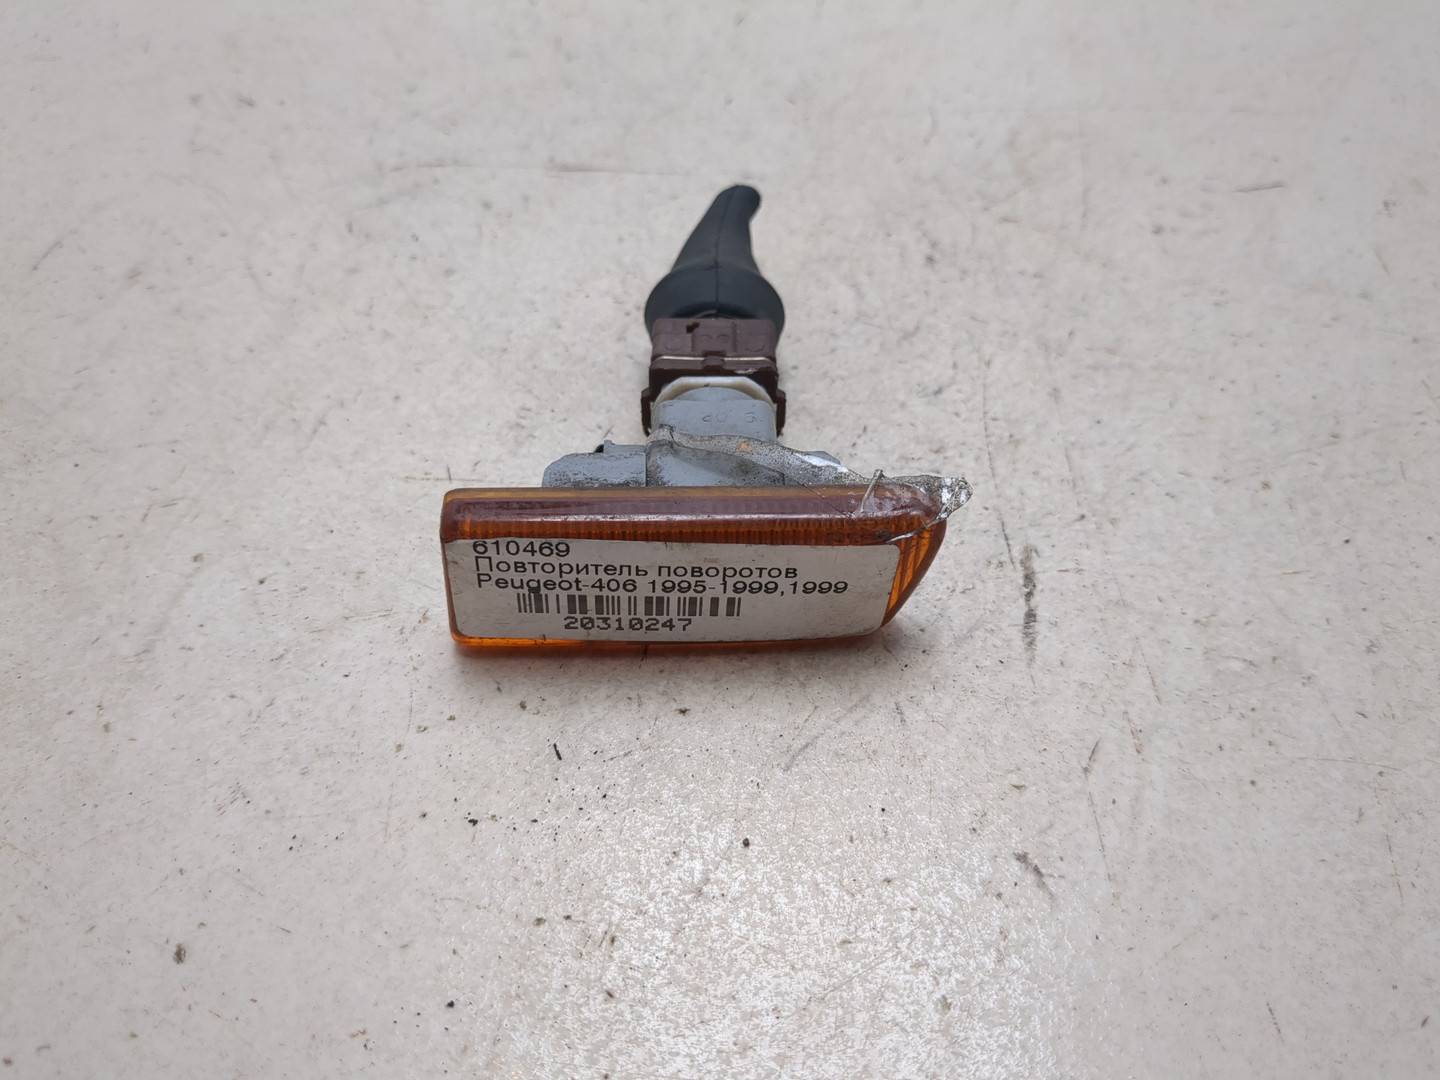 610469
Повторитель поворотов
Peugeot-406 1995-1999,1999
20310247